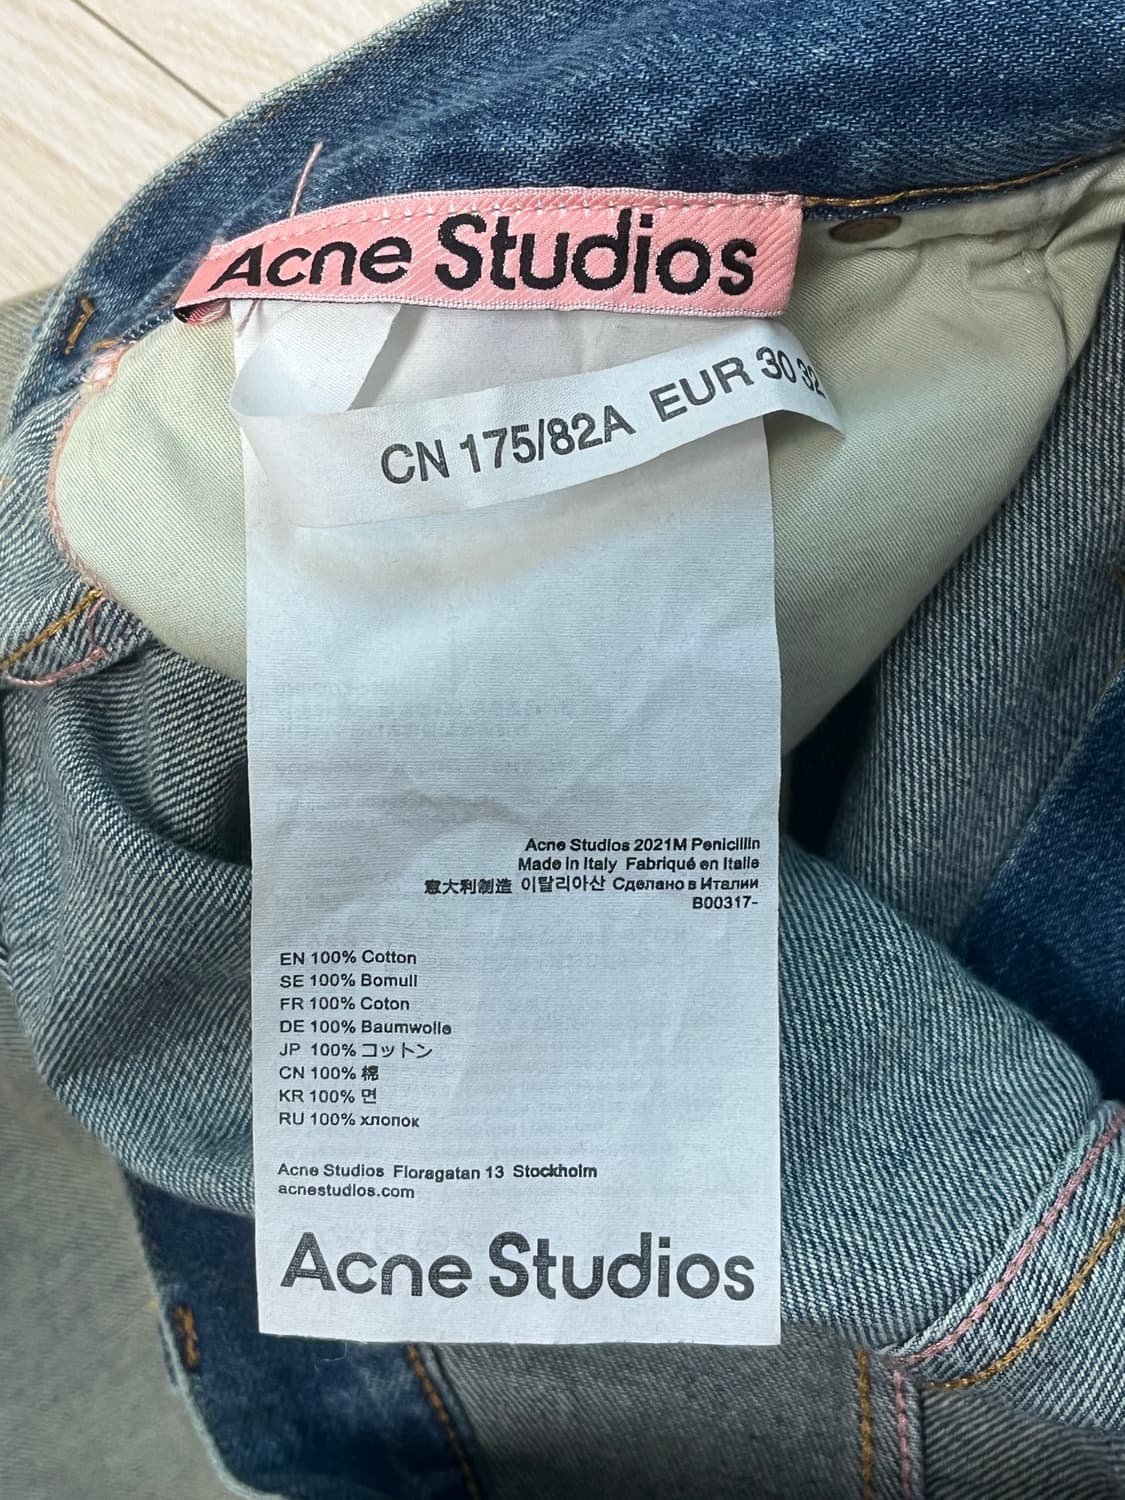 Acne Studios
CN 175/82A EUR 30 32
Acne Studios 2021M Penicillin
Made in Italy Fabriqué en Italie
意大利制造 이탈리아산 Сделано в Италии
B00317-
EN 100% Cotton
SE 100% Bomull
FR 100% Coton
DE 100% Baumwolle
JP 100% コットン
CN 100% 棉
KR 100% 면
RU 100% хлопок
Acne Studios Floragatan 13 Stockholm
acnestudios.com
Acne Studios